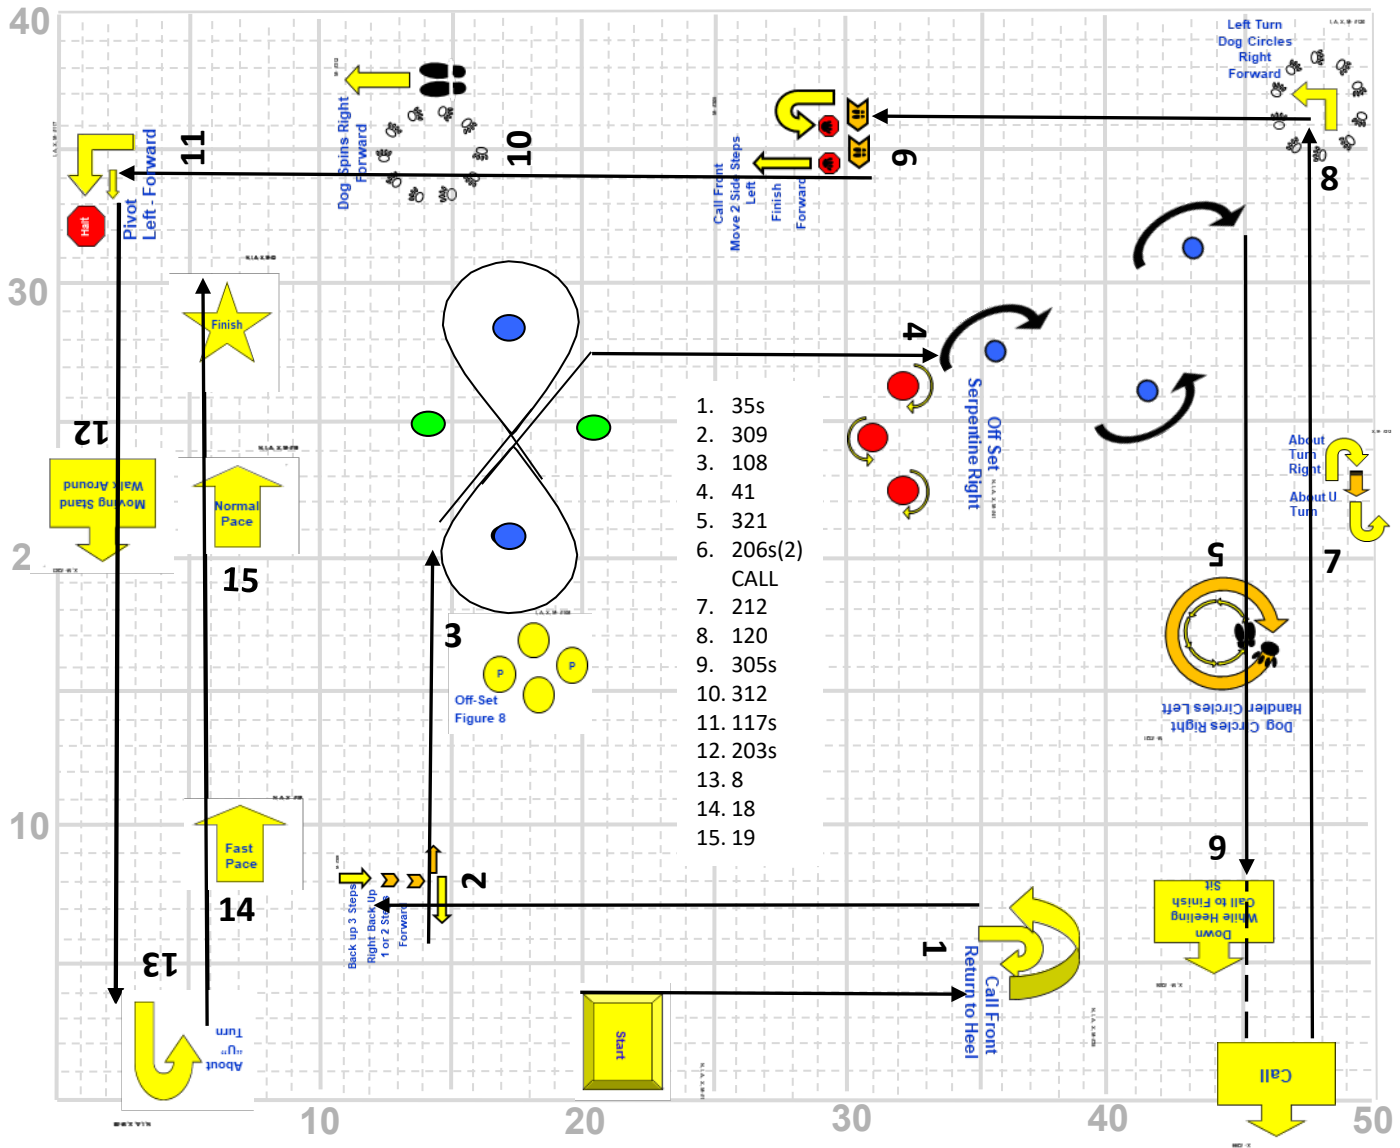 40
30
2
10
10
20
30
40
50
Left Turn
Dog Circles
Right
Forward
8
9
Call Front
Move 2 Side Steps
Left
Finish
Forward
10
Dog Spins Right
Forward
11
Pivot
Left - Forward
Halt
12
Moving Stand
Walk Around
Finish
Normal
Pace
15
Fast
Pace
14
13
About
"U"
Turn
3
Off-Set
Figure 8
P
P
2
Back up 3 Steps
Right Back Up
1 or 2 Steps
Forward
Start
1
Call Front
Return to Heel
4
Off Set
Serpentine Right
1. 35s
2. 309
3. 108
4. 41
5. 321
6. 206s(2)
CALL
7. 212
8. 120
9. 305s
10. 312
11. 117s
12. 203s
13. 8
14. 18
15. 19
About
Turn
Right
About U
Turn
7
5
Dog Circles Right
Handler Circles Left
6
Down
While Heeling
Call to Finish
Sit
Call